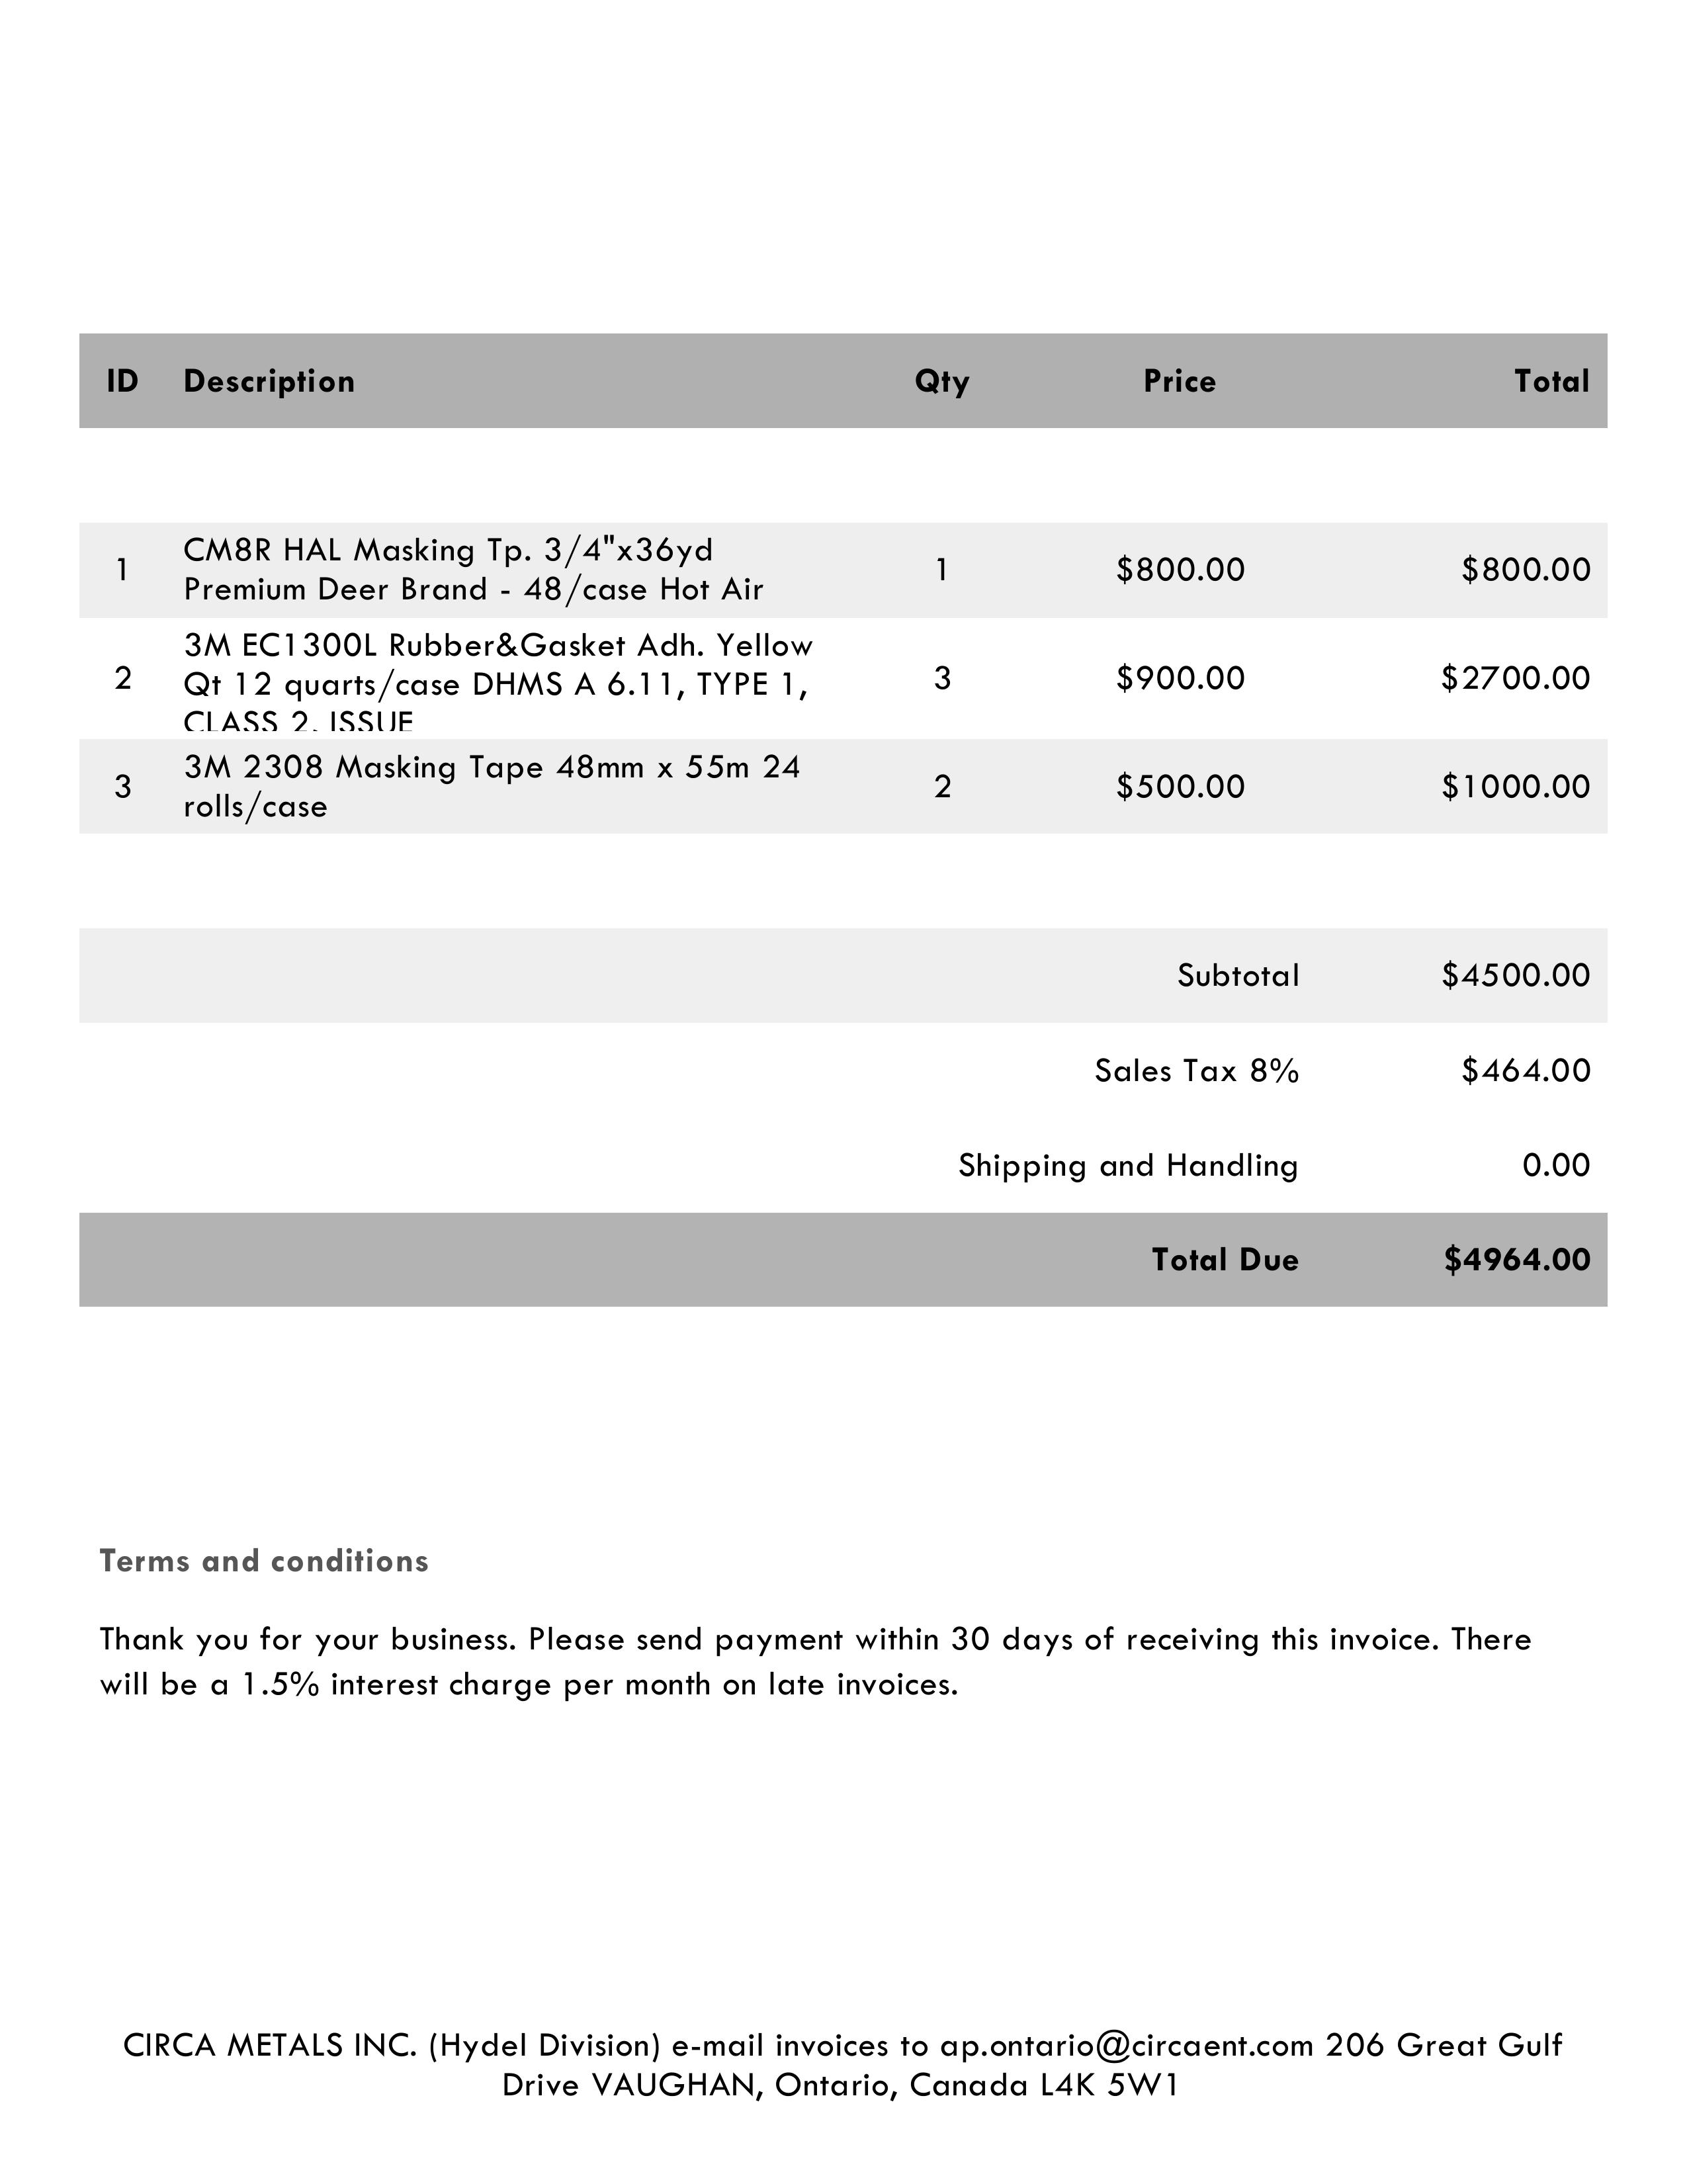 ID Description Qty Price Total
CM8R HAL Masking Tp. 3/4"x36yd
1 Premium Deer Brand - 48/case Hot Air 1 $800.00 $800.00
3M EC1300L Rubber&Gasket Adh. Yellow
2 Qt 12 quarts/case DHMS A 6.11, TYPE 1, 3 $900.00 $2700.00
CLASS 2, ISSUE
3M 2308 Masking Tape 48mm x 55m 24
3 rolls/case 2 $500.00 $1000.00
Subtotal $4500.00
Sales Tax 8% $464.00
Shipping and Handling 0.00
Total Due $4964.00
Terms and conditions
Thank you for your business. Please send payment within 30 days of receiving this invoice. There
will be a 1.5% interest charge per month on late invoices.
CIRCA METALS INC. (Hydel Division) e-mail invoices to ap.ontario@circaent.com 206 Great Gulf
Drive VAUGHAN, Ontario, Canada L4K 5W1